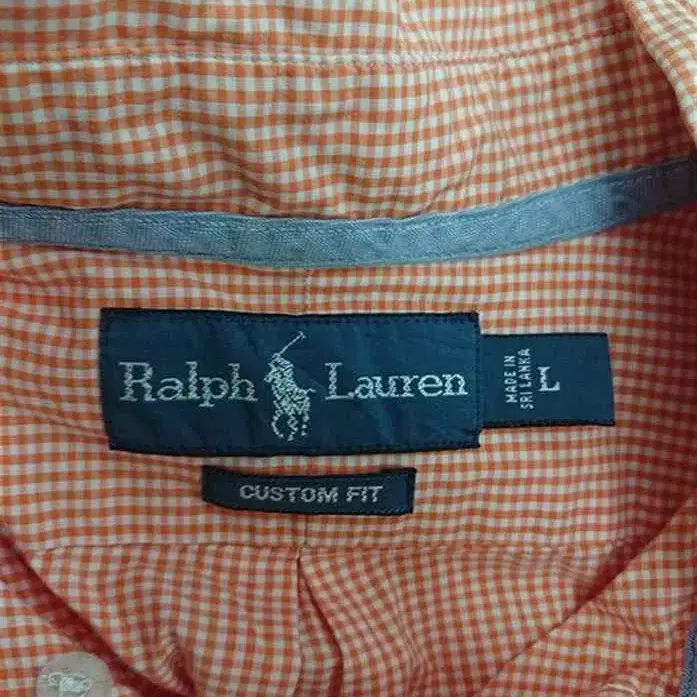 Ralph Lauren
MADE IN
SRI LANKA
L
CUSTOM FIT